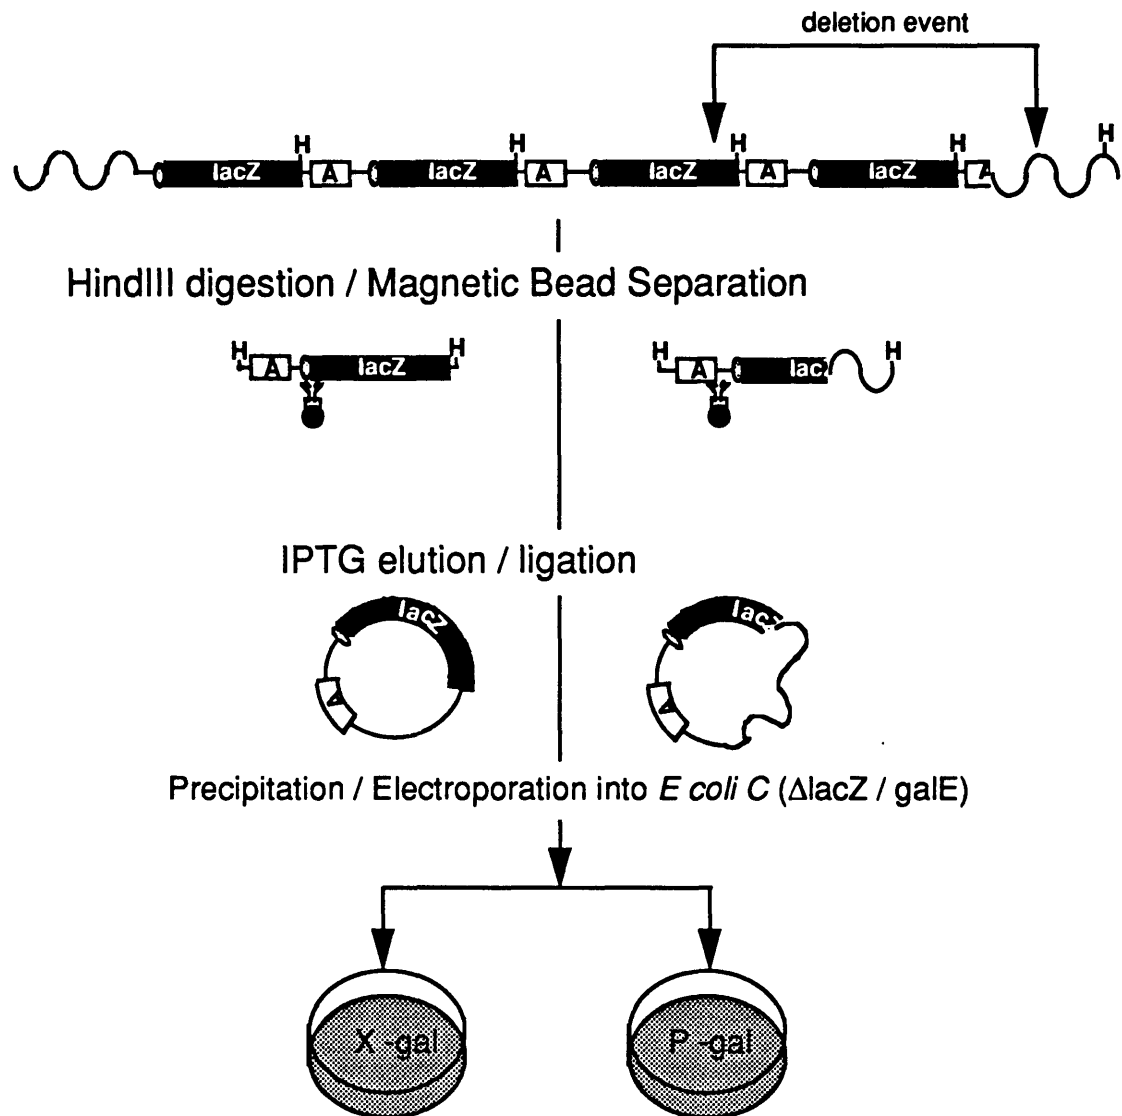 deletion event
H H H H H
lacZ A lacZ A lacZ A lacZ A
HindIII digestion / Magnetic Bead Separation
H A lacZ H H A lac H
IPTG elution / ligation
lacZ lacZ
A A
Precipitation / Electroporation into E coli C (ΔlacZ / galE)
X-gal P-gal